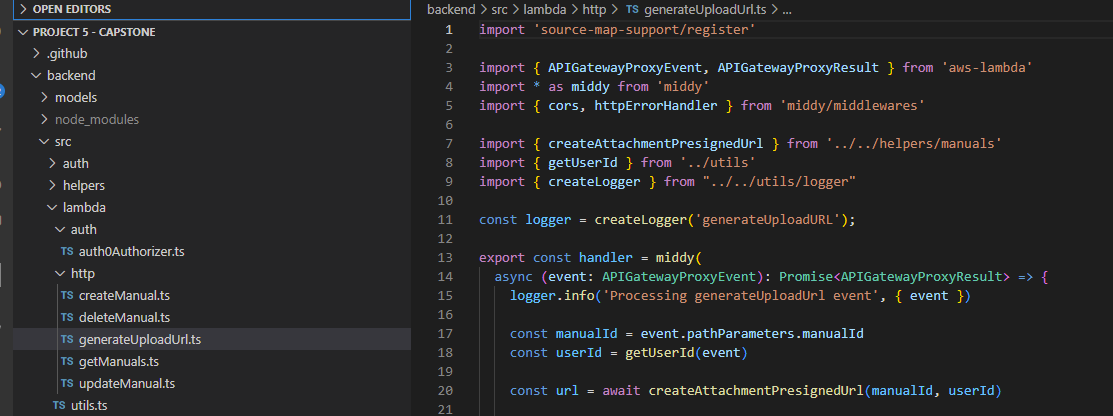 OPEN EDITORS
PROJECT 5 - CAPSTONE
.github
backend
models
node_modules
src
auth
helpers
lambda
auth
TS auth0Authorizer.ts
http
TS createManual.ts
TS deleteManual.ts
TS generateUploadUrl.ts
TS getManuals.ts
TS updateManual.ts
TS utils.ts
backend > src > lambda > http > TS generateUploadUrl.ts > ...
1 import 'source-map-support/register'
2
3 import { APIGatewayProxyEvent, APIGatewayProxyResult } from 'aws-lambda'
4 import * as middy from 'middy'
5 import { cors, httpErrorHandler } from 'middy/middlewares'
6
7 import { createAttachmentPresignedUrl } from '../../helpers/manuals'
8 import { getUserId } from '../utils'
9 import { createLogger } from "../../utils/logger"
10
11 const logger = createLogger('generateUploadURL');
12
13 export const handler = middy(
14 async (event: APIGatewayProxyEvent): Promise<APIGatewayProxyResult> => {
15 logger.info('Processing generateUploadUrl event', { event })
16
17 const manualId = event.pathParameters.manualId
18 const userId = getUserId(event)
19
20 const url = await createAttachmentPresignedUrl(manualId, userId)
21